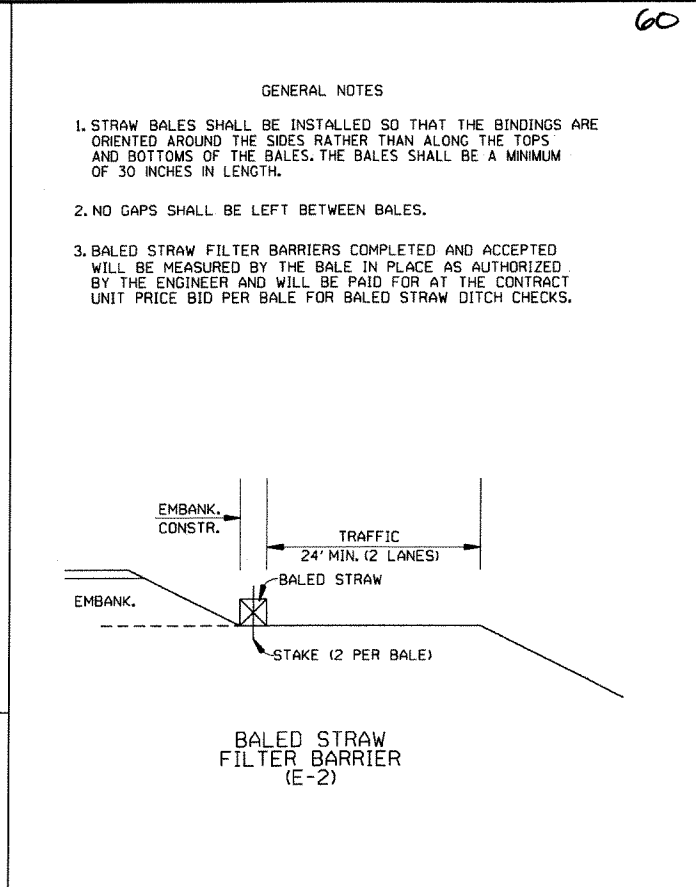 60
GENERAL NOTES
1. STRAW BALES SHALL BE INSTALLED SO THAT THE BINDINGS ARE
ORIENTED AROUND THE SIDES RATHER THAN ALONG THE TOPS
AND BOTTOMS OF THE BALES. THE BALES SHALL BE A MINIMUM
OF 30 INCHES IN LENGTH.
2. NO GAPS SHALL BE LEFT BETWEEN BALES.
3. BALED STRAW FILTER BARRIERS COMPLETED AND ACCEPTED
WILL BE MEASURED BY THE BALE IN PLACE AS AUTHORIZED
BY THE ENGINEER AND WILL BE PAID FOR AT THE CONTRACT
UNIT PRICE BID PER BALE FOR BALED STRAW DITCH CHECKS.
EMBANK.
CONSTR.
TRAFFIC
24' MIN. (2 LANES)
BALED STRAW
EMBANK.
STAKE (2 PER BALE)
BALED STRAW
FILTER BARRIER
(E-2)